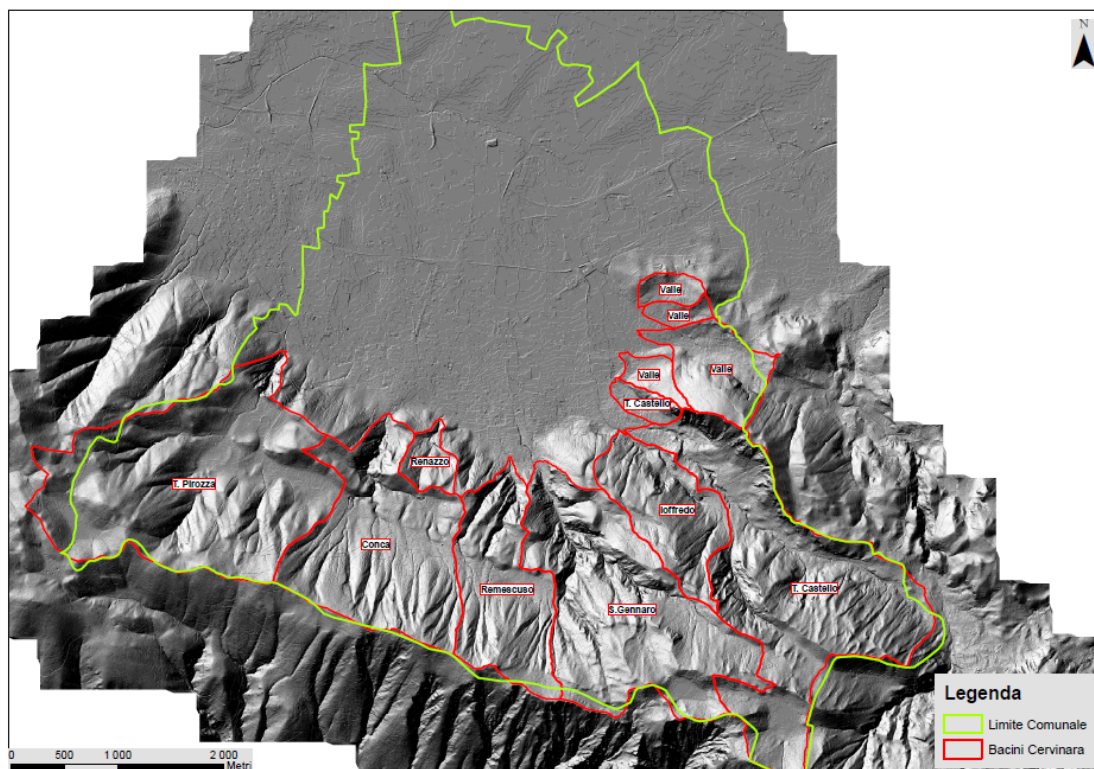 N
Valle
Valle
Valle
Valle
T. Castello
Renazzo
T. Pirozza
Ioffredo
Conca
Remescuso
T. Castello
S.Gennaro
Legenda
Limite Comunale
Bacini Cervinara
0 500 1 000 2 000
Metri